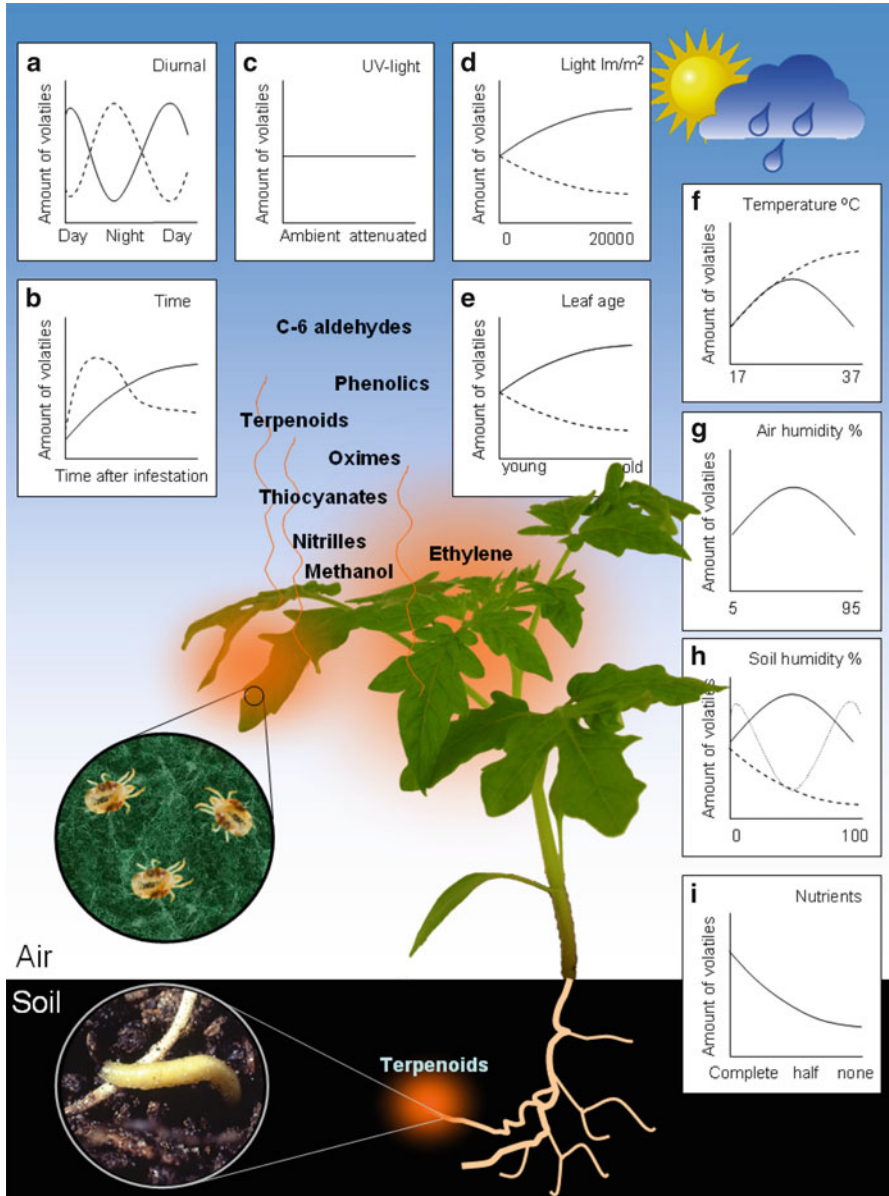 a
Diurnal
Amount of volatiles
Day Night Day
c
UV-light
Amount of volatiles
Ambient attenuated
d
Light lm/m²
Amount of volatiles
0 20000
b
Time
Amount of volatiles
Time after infestation
e
Leaf age
Amount of volatiles
young old
f
Temperature ºC
Amount of volatiles
17 37
g
Air humidity %
Amount of volatiles
5 95
h
Soil humidity %
Amount of volatiles
0 100
i
Nutrients
Amount of volatiles
Complete half none
C-6 aldehydes
Phenolics
Terpenoids
Oximes
Thiocyanates
Nitrilles
Methanol
Ethylene
Air
Soil
Terpenoids